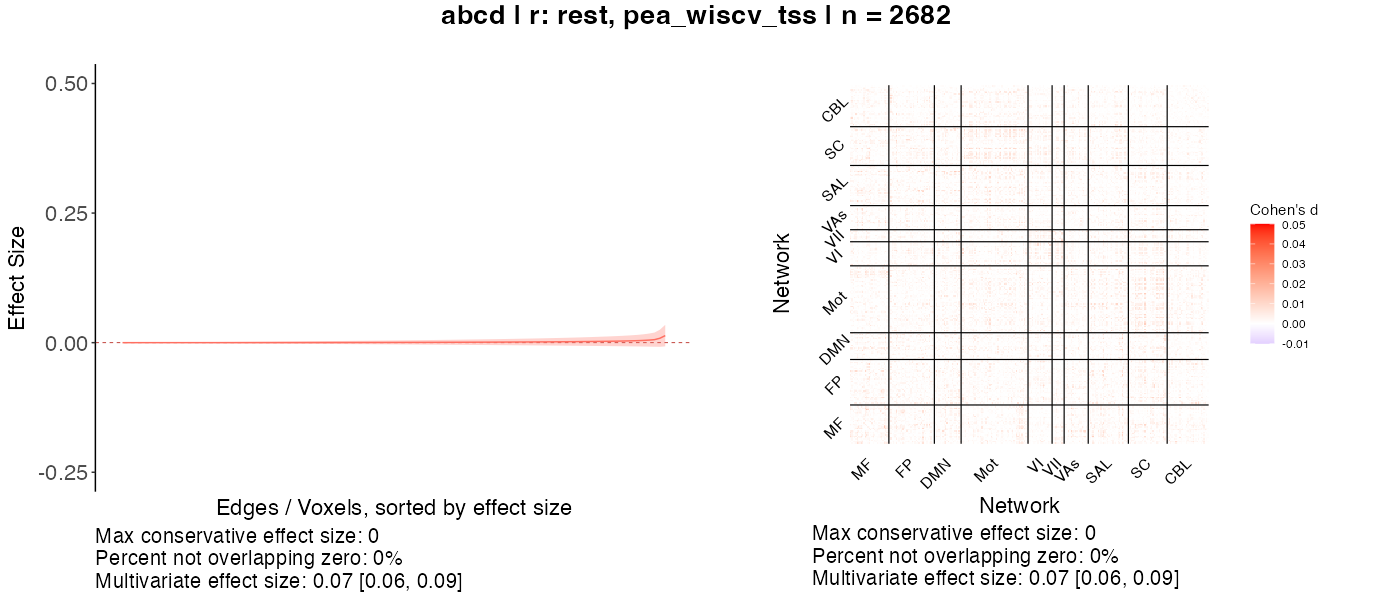 abcd | r: rest, pea_wiscv_tss | n = 2682
0.50
0.25
0.00
-0.25
Effect Size
Edges / Voxels, sorted by effect size
Max conservative effect size: 0
Percent not overlapping zero: 0%
Multivariate effect size: 0.07 [0.06, 0.09]
Network
CBL
SC
SAL
VAs
VII
VI
Mot
DMN
FP
MF
MF
FP
DMN
Mot
VI
VII
VAs
SAL
SC
CBL
Network
Max conservative effect size: 0
Percent not overlapping zero: 0%
Multivariate effect size: 0.07 [0.06, 0.09]
Cohen's d
0.05
0.04
0.03
0.02
0.01
0.00
-0.01